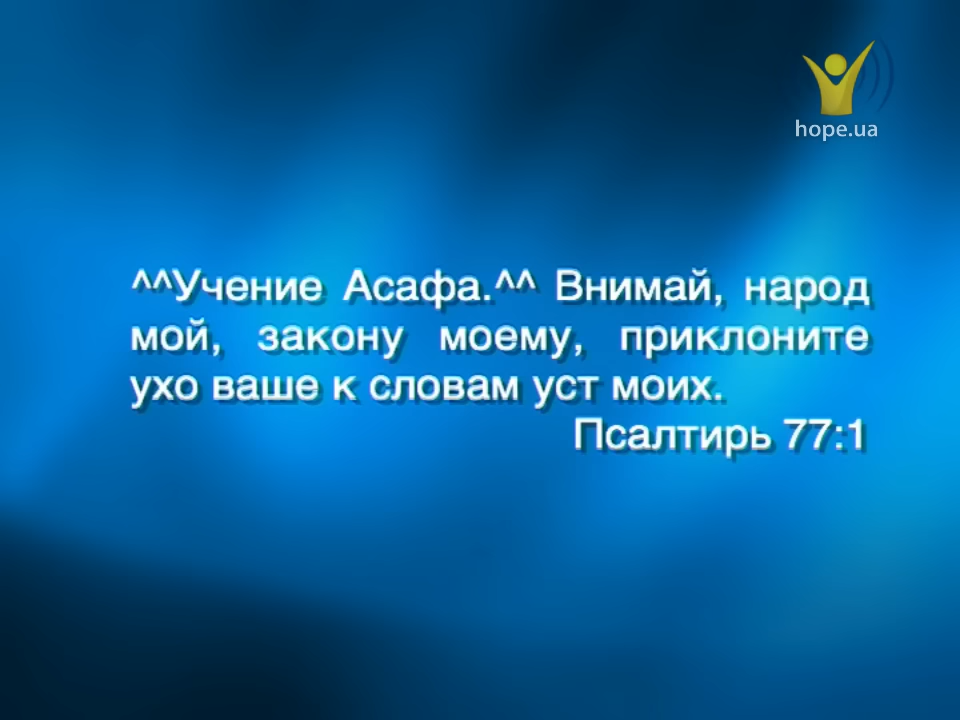 hope.ua
^^Учение Асафа.^^ Внимай, народ
мой, закону моему, приклоните
ухо ваше к словам уст моих.
Псалтирь 77:1